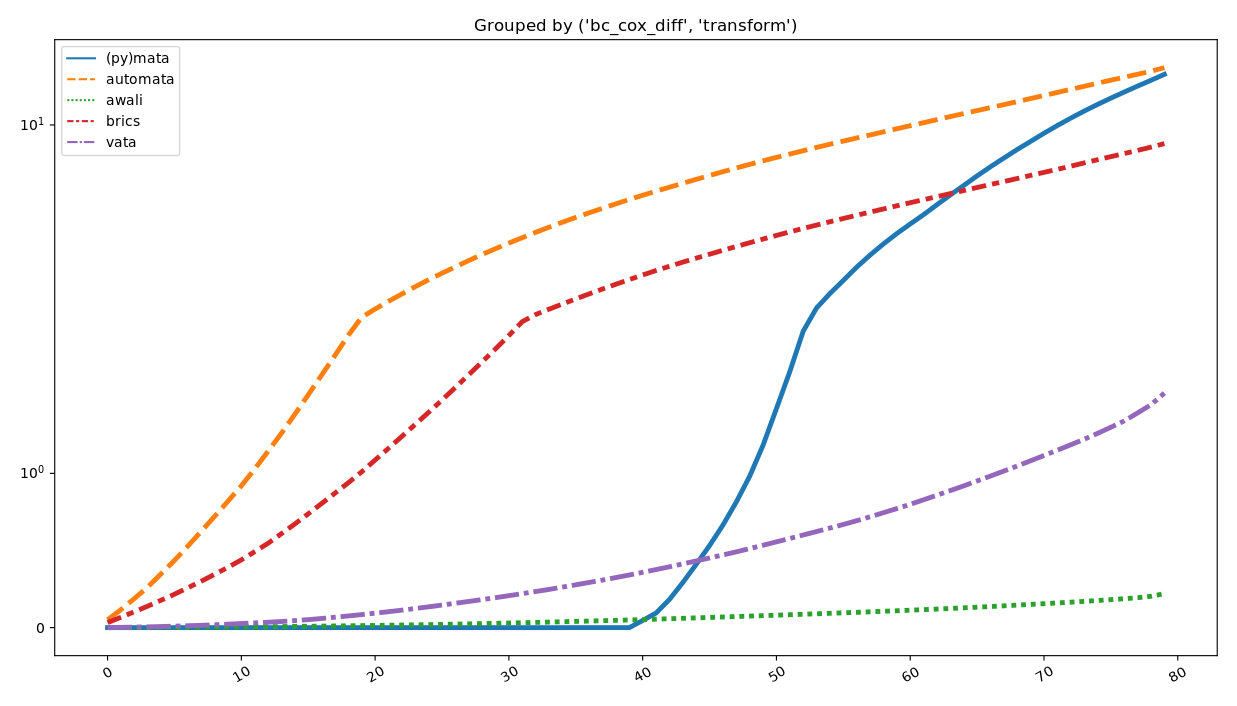 Grouped by ('bc_cox_diff', 'transform')
(py)mata
automata
awali
brics
vata
10¹
10⁰
0
0
10
20
30
40
50
60
70
80